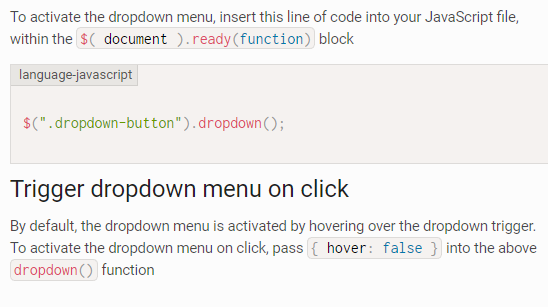 To activate the dropdown menu, insert this line of code into your JavaScript file,
within the $( document ).ready(function) block
language-javascript
$(".dropdown-button").dropdown();
Trigger dropdown menu on click
By default, the dropdown menu is activated by hovering over the dropdown trigger.
To activate the dropdown menu on click, pass { hover: false } into the above
dropdown() function